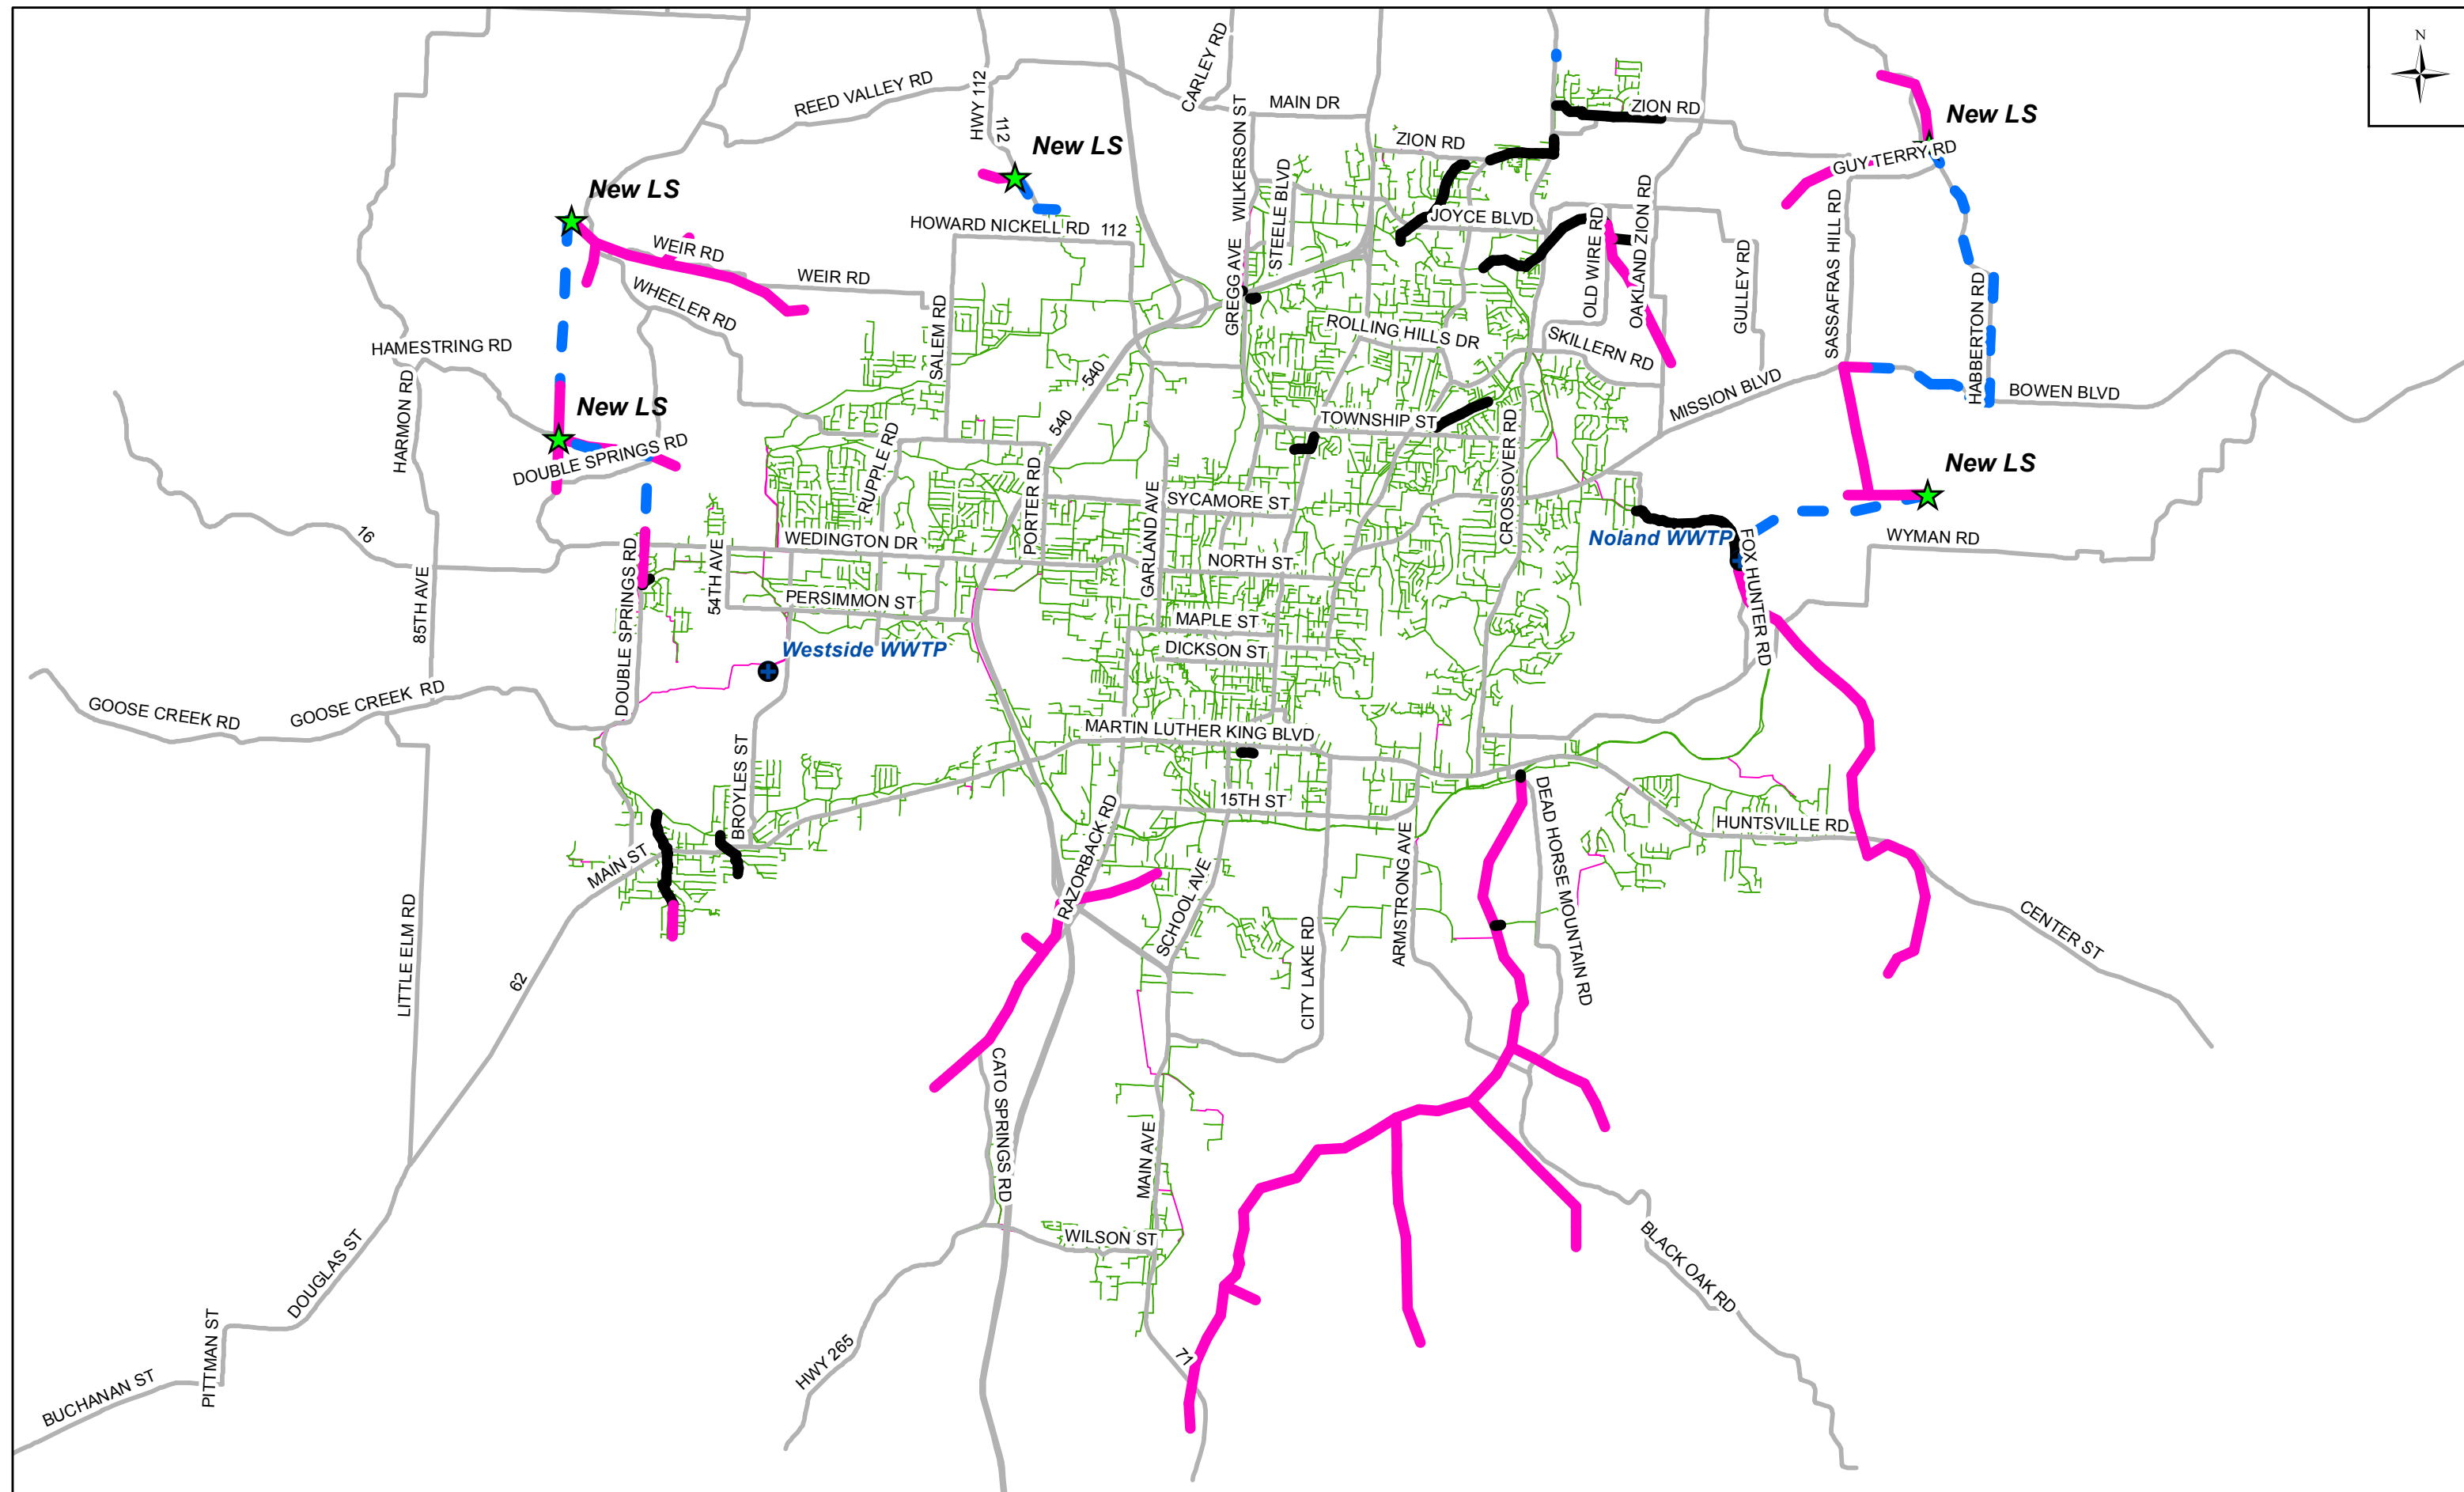 N
CARLEY RD
REED VALLEY RD
HWY 112
112
MAIN DR
ZION RD
New LS
WILKERSON ST
ZION RD
New LS
GUY TERRY RD
New LS
STEELE BLVD
OAKLAND ZION RD
SASSAFRAS HILL RD
HOWARD NICKELL RD
112
JOYCE BLVD
OLD WIRE RD
WEIR RD
WEIR RD
GREGG AVE
GULLEY RD
HABBERTON RD
WHEELER RD
SALEM RD
ROLLING HILLS DR
SKILLERN RD
HAMESTRING RD
HARMON RD
540
540
New LS
MISSION BLVD
BOWEN BLVD
TOWNSHIP ST
CROSSOVER RD
DOUBLE SPRINGS RD
RUPPLE RD
PORTER RD
New LS
GARLAND AVE
SYCAMORE ST
16
WEDINGTON DR
Noland WWTP
FOX HUNTER RD
WYMAN RD
NORTH ST
DOUBLE SPRINGS RD
54TH AVE
85TH AVE
PERSIMMON ST
MAPLE ST
DICKSON ST
Westside WWTP
GOOSE CREEK RD
GOOSE CREEK RD
MARTIN LUTHER KING BLVD
BROYLES ST
15TH ST
RAZORBACK RD
DEAD HORSE MOUNTAIN RD
HUNTSVILLE RD
MAIN ST
ARMSTRONG AVE
SCHOOL AVE
LITTLE ELM RD
CITY LAKE RD
CENTER ST
62
CATO SPRINGS RD
MAIN AVE
WILSON ST
BLACK OAK RD
DOUGLAS ST
PITTMAN ST
HWY 265
71
BUCHANAN ST